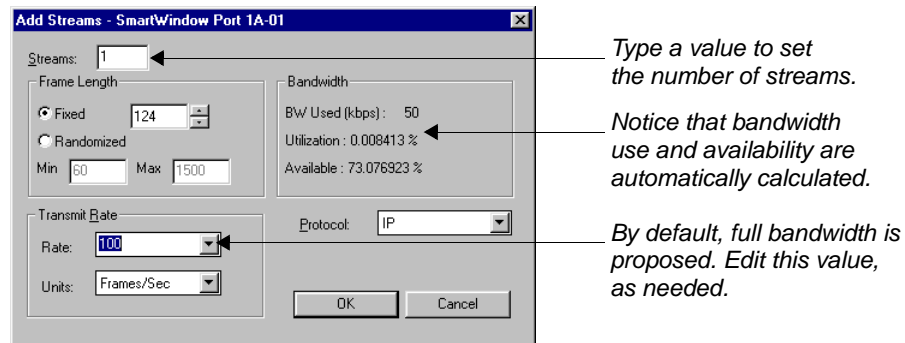 Add Streams - SmartWindow Port 1A-01
Streams: 1
Frame Length
Fixed 124
Randomized
Min 60 Max 1500
Bandwidth
BW Used (kbps) : 50
Utilization : 0.008413 %
Available : 73.076923 %
Transmit Rate
Rate: 100
Units: Frames/Sec
Protocol: IP
OK Cancel
Type a value to set
the number of streams.
Notice that bandwidth
use and availability are
automatically calculated.
By default, full bandwidth is
proposed. Edit this value,
as needed.